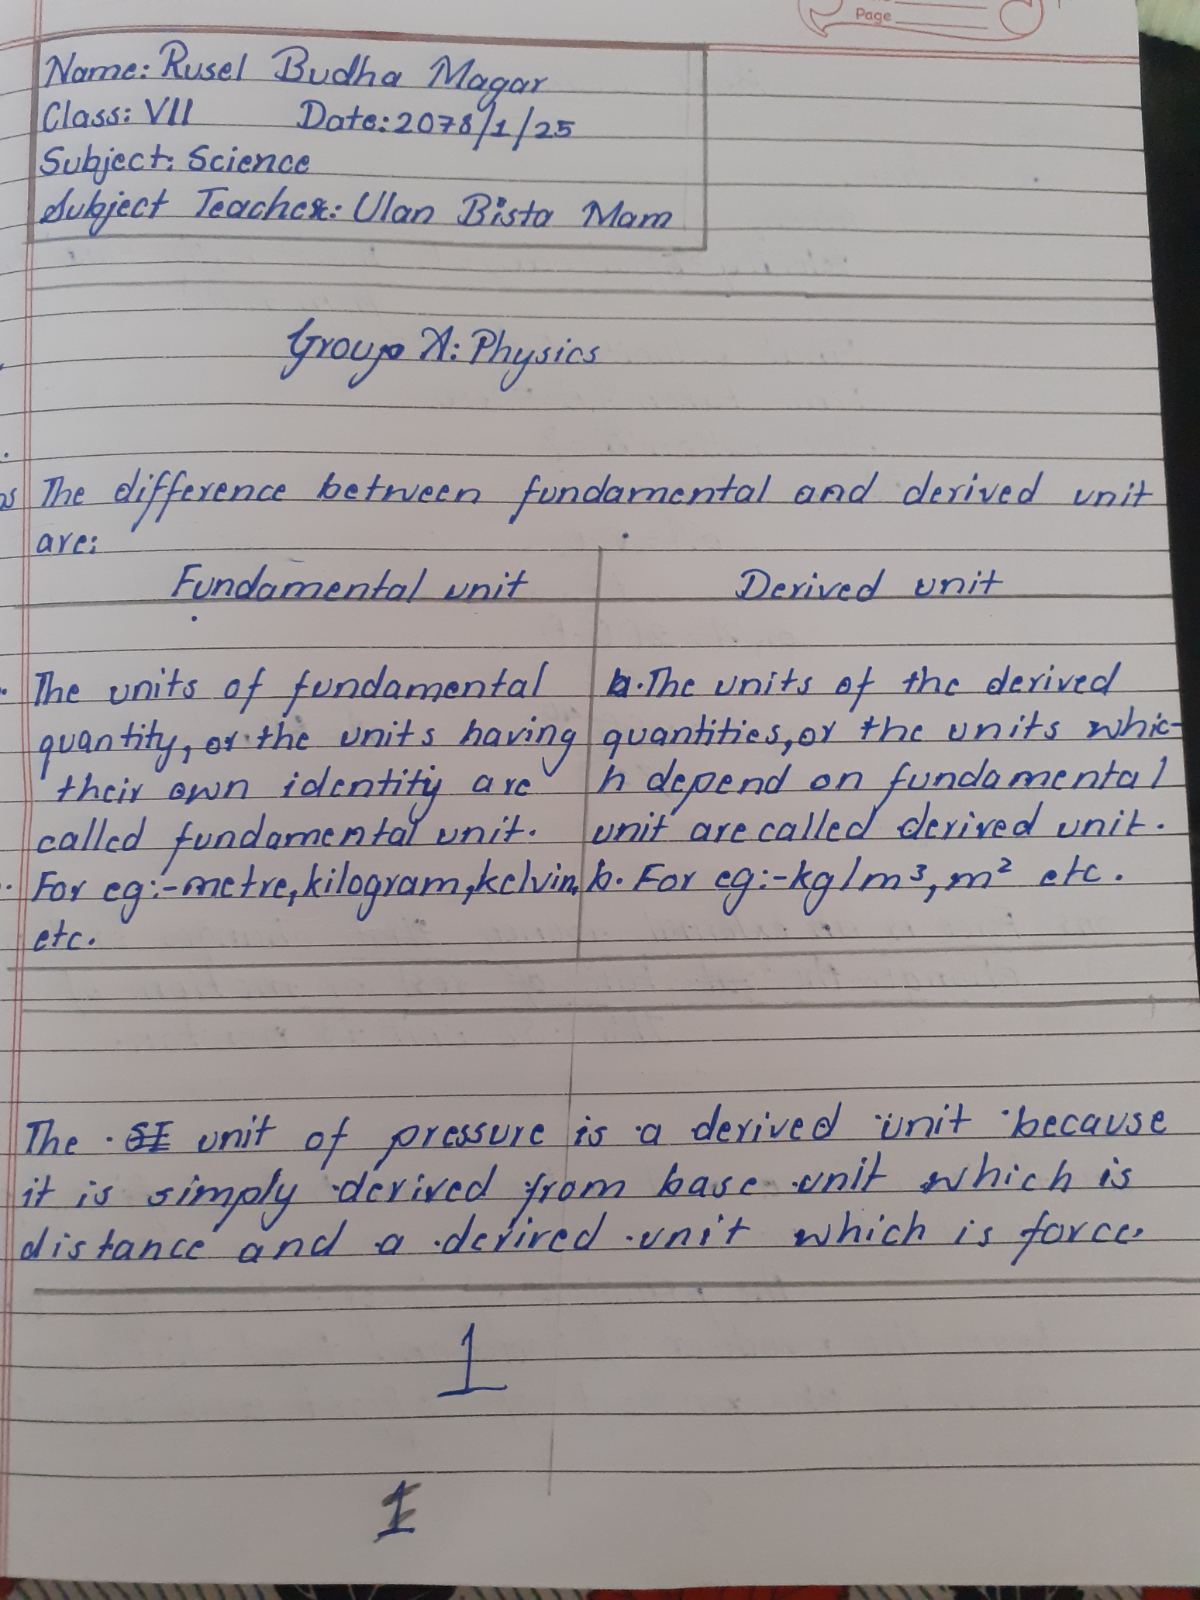 Page
Name: Rusel Budha Magar
Class: VII Date: 2078/1/25
Subject: Science
Subject Teacher: Ulan Bista Mam
Group A: Physics
The difference between fundamental and derived unit
are:
Fundamental unit Derived unit
The units of fundamental
quantity, or the units having
their own identity are
called fundamental unit.
For eg:-metre, kilogram, kelvin,
etc.
a. The units of the derived
quantities, or the units whic-
h depend on fundamental
unit are called derived unit.
b. For eg:-kg/m³, m² etc.
The SI unit of pressure is a derived unit because
it is simply derived from base unit which is
distance and a derived unit which is force.
1
1